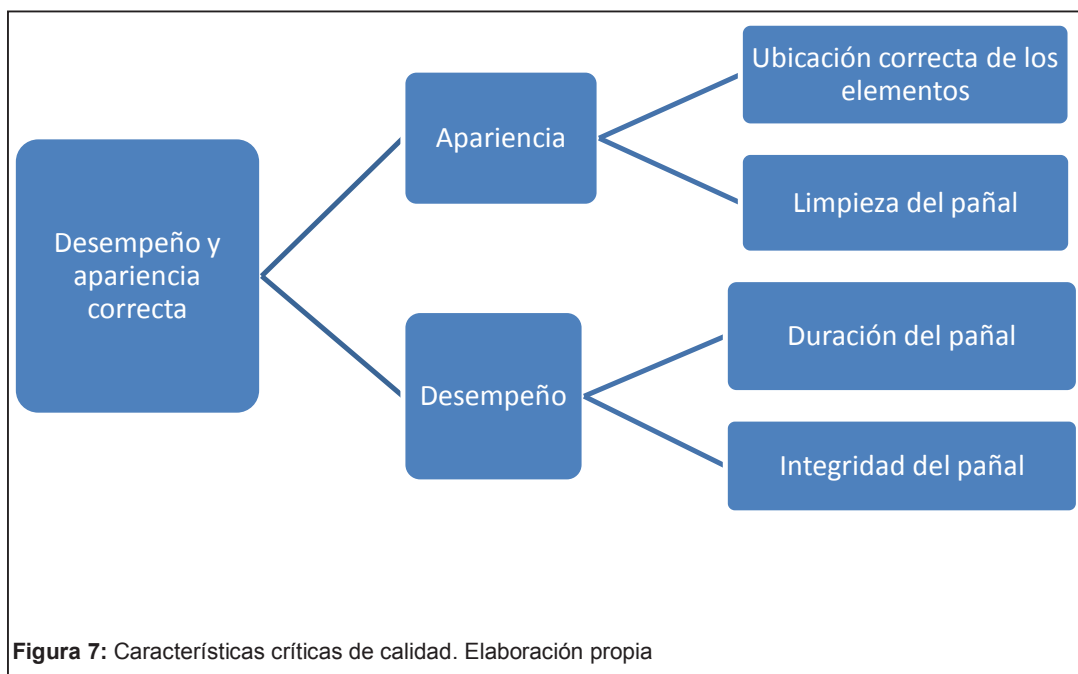 Desempeño y
apariencia
correcta
Apariencia
Ubicación correcta de los
elementos
Limpieza del pañal
Desempeño
Duración del pañal
Integridad del pañal
Figura 7: Características críticas de calidad. Elaboración propia